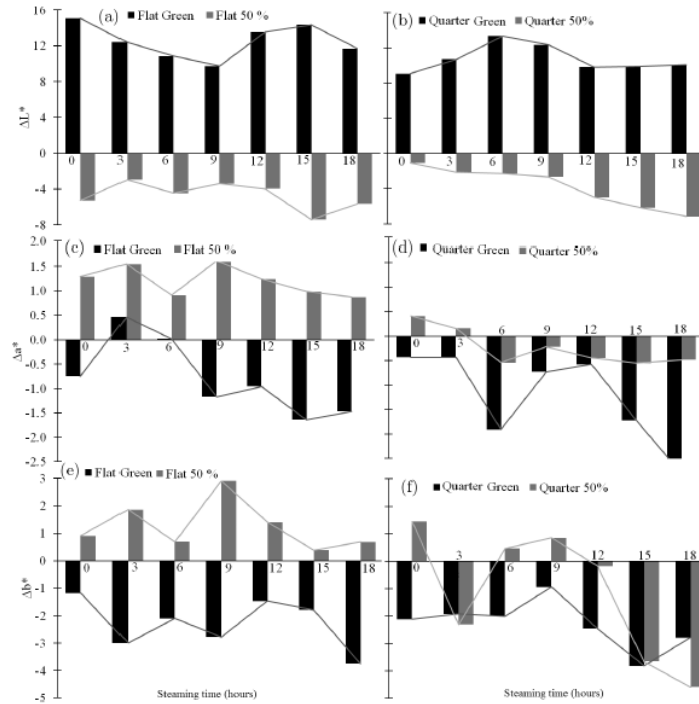 (a) Flat Green Flat 50 %
(b) Quarter Green Quarter 50%
16
12
8
4
0
-4
-8
ΔL*
0 3 6 9 12 15 18
0 3 6 9 12 15 18
(c) Flat Green Flat 50 %
(d) Quarter Green Quarter 50%
2.0
1.5
1.0
0.5
0.0
-0.5
-1.0
-1.5
-2.0
-2.5
Δa*
0 3 6 9 12 15 18
0 3 6 9 12 15 18
(e) Flat Green Flat 50 %
(f) Quarter Green Quarter 50%
3
2
1
0
-1
-2
-3
-4
-5
Δb*
0 3 6 9 12 15 18
0 3 6 9 12 15 18
Steaming time (hours)
Steaming time (hours)